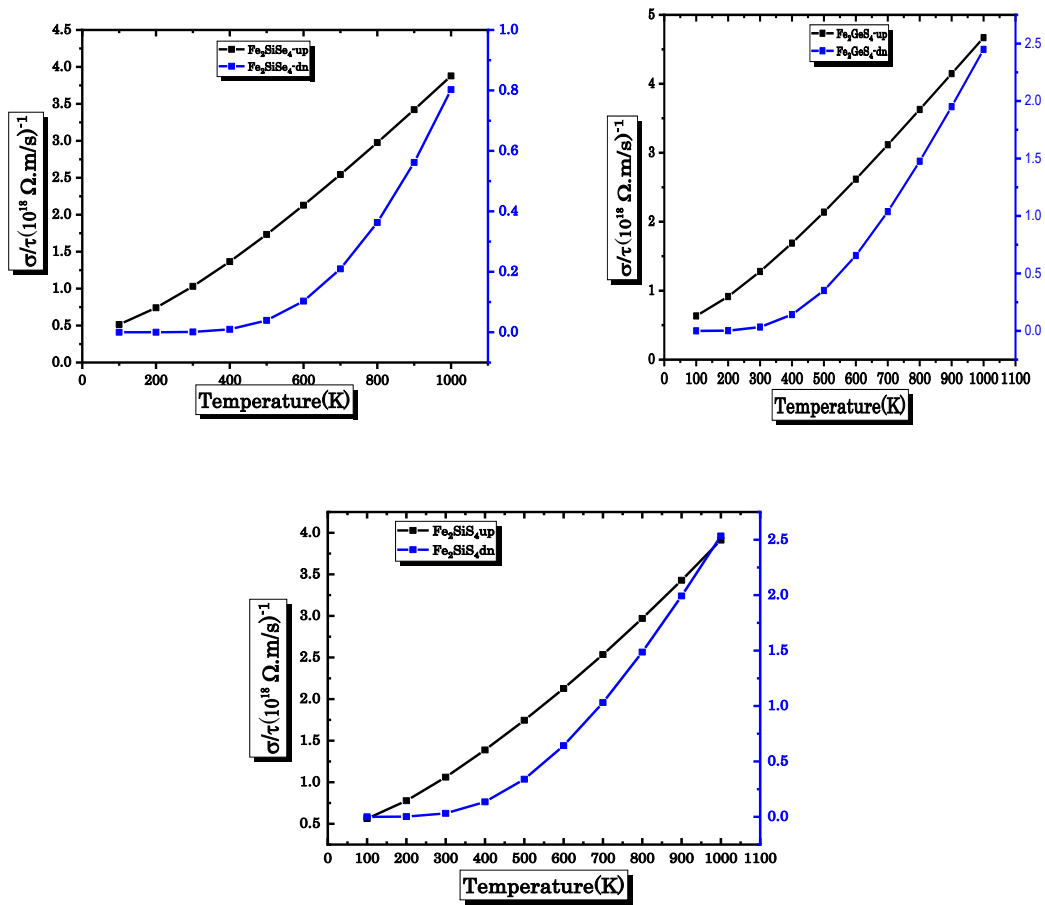 Fe₂SiSe₄-up
Fe₂SiSe₄-dn
σ/τ(10¹⁸ Ω.m/s)⁻¹
4.5
4.0
3.5
3.0
2.5
2.0
1.5
1.0
0.5
0.0
1.0
0.8
0.6
0.4
0.2
0.0
0 200 400 600 800 1000
Temperature(K)
Fe₂GeS₄-up
Fe₂GeS₄-dn
σ/τ(10¹⁸ Ω.m/s)⁻¹
5
4
3
2
1
0
2.5
2.0
1.5
1.0
0.5
0.0
0 100 200 300 400 500 600 700 800 900 1000 1100
Temperature(K)
Fe₂SiS₄up
Fe₂SiS₄dn
σ/τ(10¹⁸ Ω.m/s)⁻¹
4.0
3.5
3.0
2.5
2.0
1.5
1.0
0.5
2.5
2.0
1.5
1.0
0.5
0.0
0 100 200 300 400 500 600 700 800 900 1000 1100
Temperature(K)